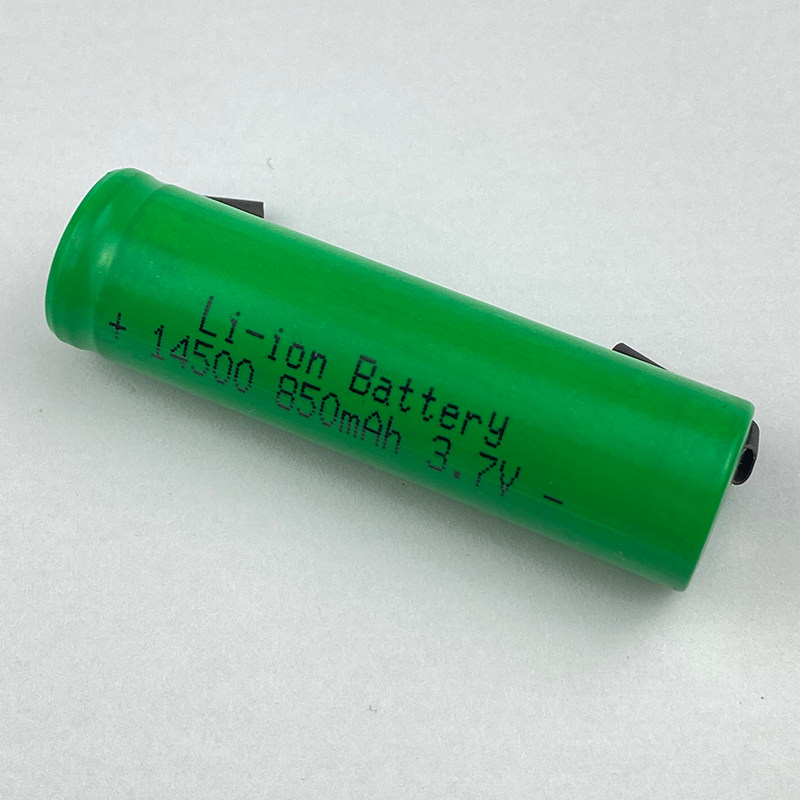 Li-ion Battery
+ 14500 850mAh 3.7V -